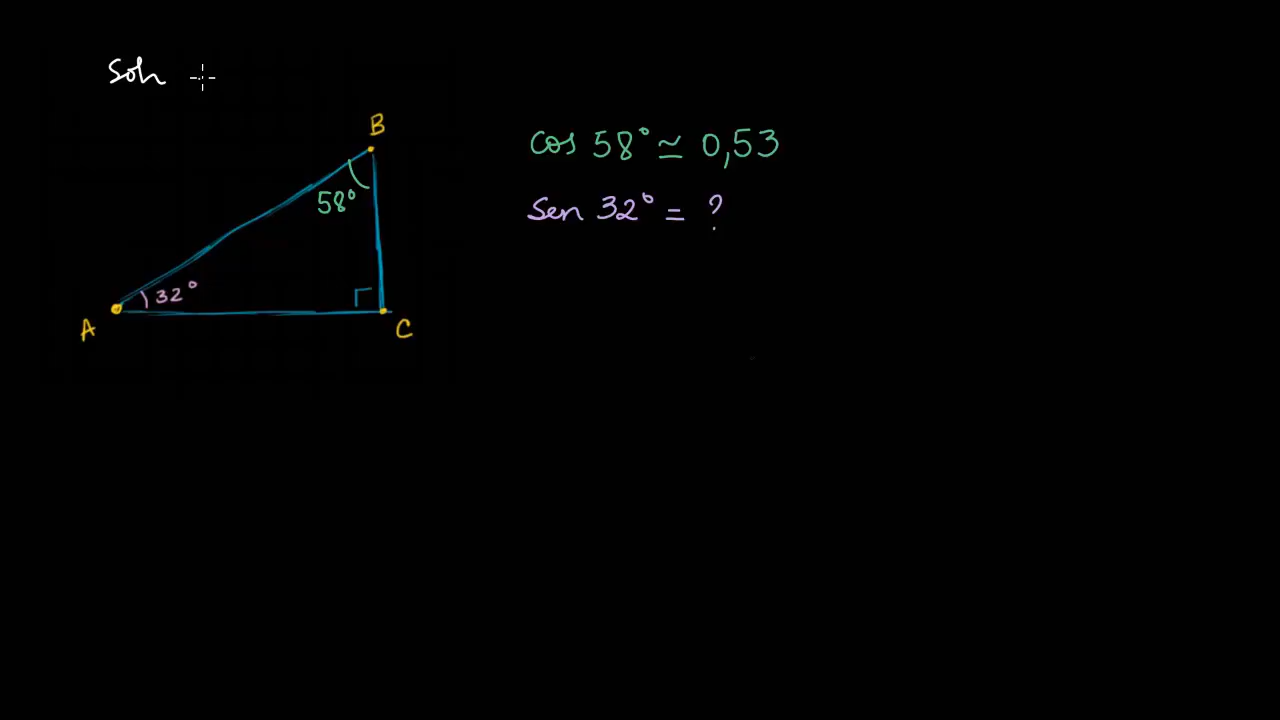 Soh
B
cos 58° ≃ 0,53
58°
sen 32° = ?
32°
A
C